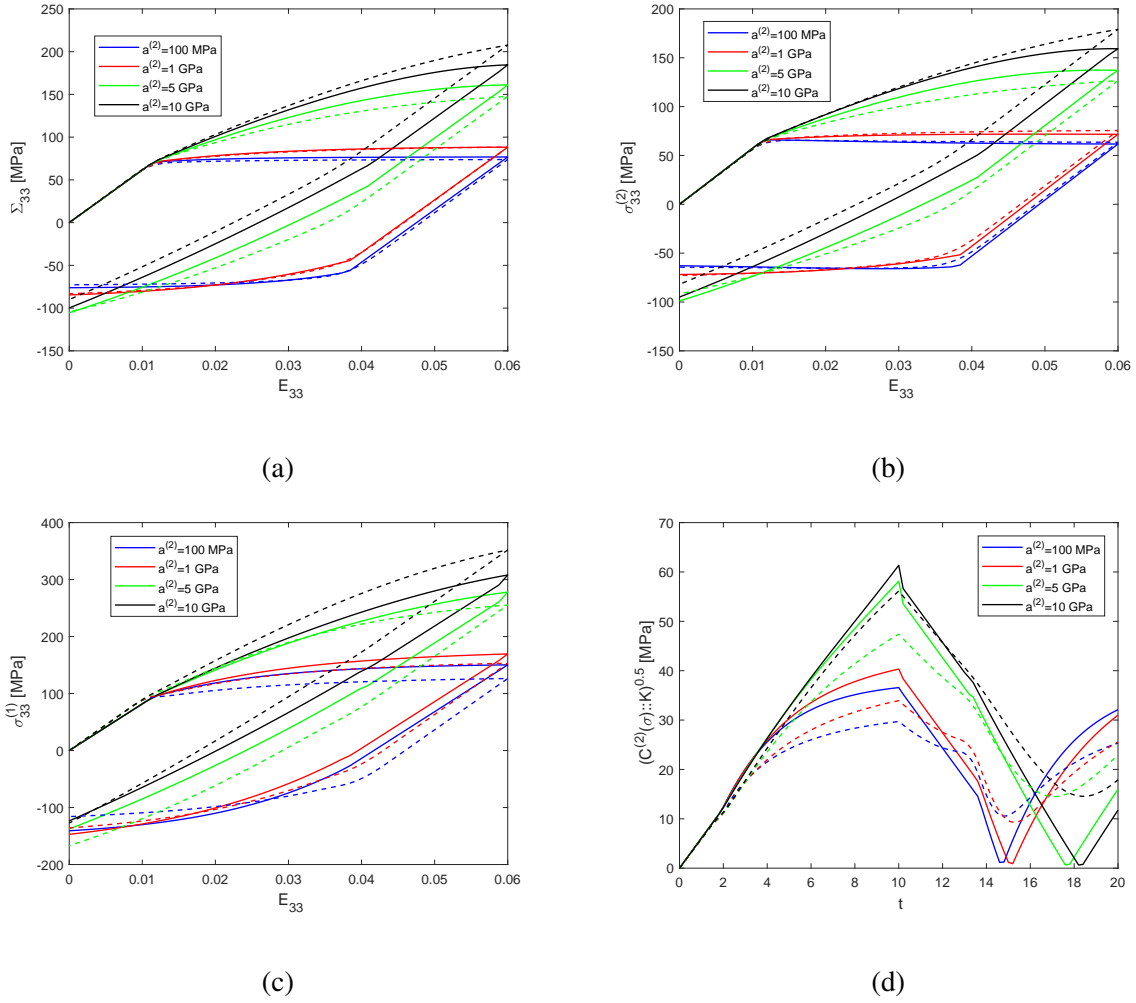 200
250
150
200
a^(2)=100 MPa
a^(2)=1 GPa
a^(2)=5 GPa
a^(2)=10 GPa
100
150
50
100
Σ_33 [MPa]
50
0
-50
-100
-150
0 0.01 0.02 0.03 0.04 0.05 0.06
E_33
(a)
a^(2)=100 MPa
a^(2)=1 GPa
a^(2)=5 GPa
a^(2)=10 GPa
σ_33^(2) [MPa]
0
-50
-100
-150
0 0.01 0.02 0.03 0.04 0.05 0.06
E_33
(b)
400
300
200
100
0
-100
-200
a^(2)=100 MPa
a^(2)=1 GPa
a^(2)=5 GPa
a^(2)=10 GPa
σ_33^(1) [MPa]
0 0.01 0.02 0.03 0.04 0.05 0.06
E_33
(c)
70
60
50
40
30
20
10
0
a^(2)=100 MPa
a^(2)=1 GPa
a^(2)=5 GPa
a^(2)=10 GPa
(C^(2)(σ)::K)^0.5 [MPa]
0 2 4 6 8 10 12 14 16 18 20
t
(d)